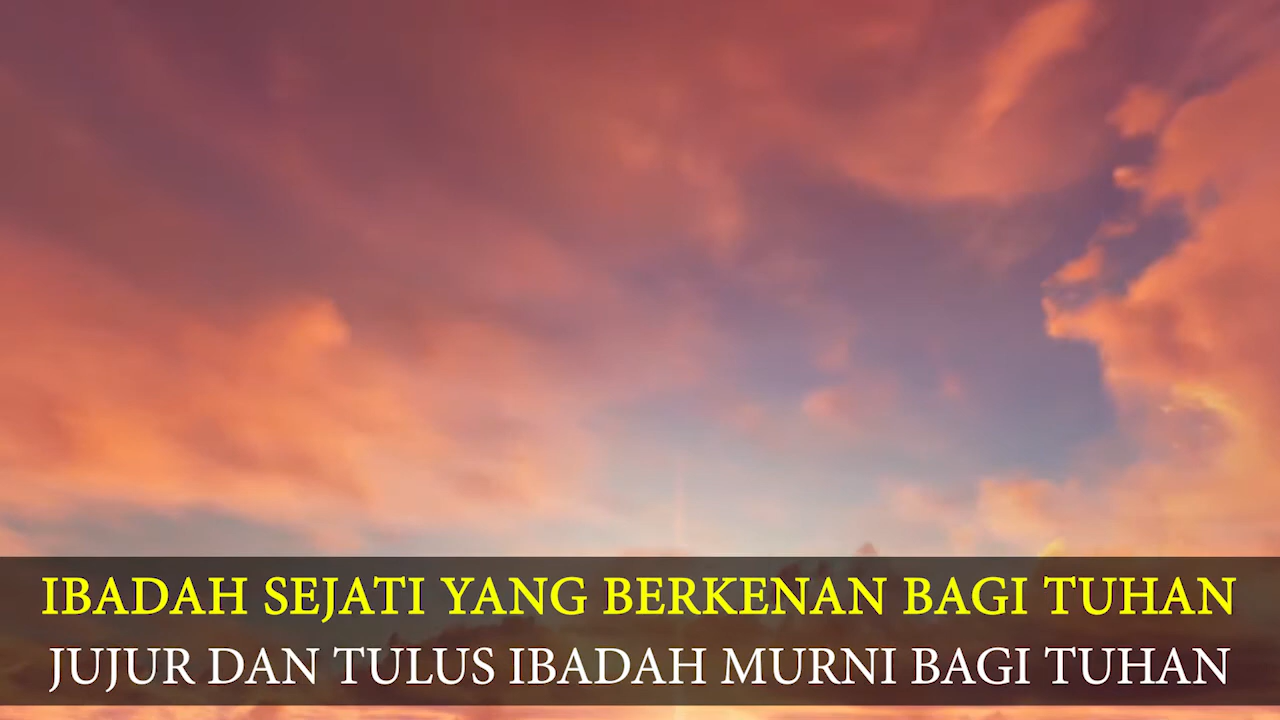 IBADAH SEJATI YANG BERKENAN BAGI TUHAN
JUJUR DAN TULUS IBADAH MURNI BAGI TUHAN